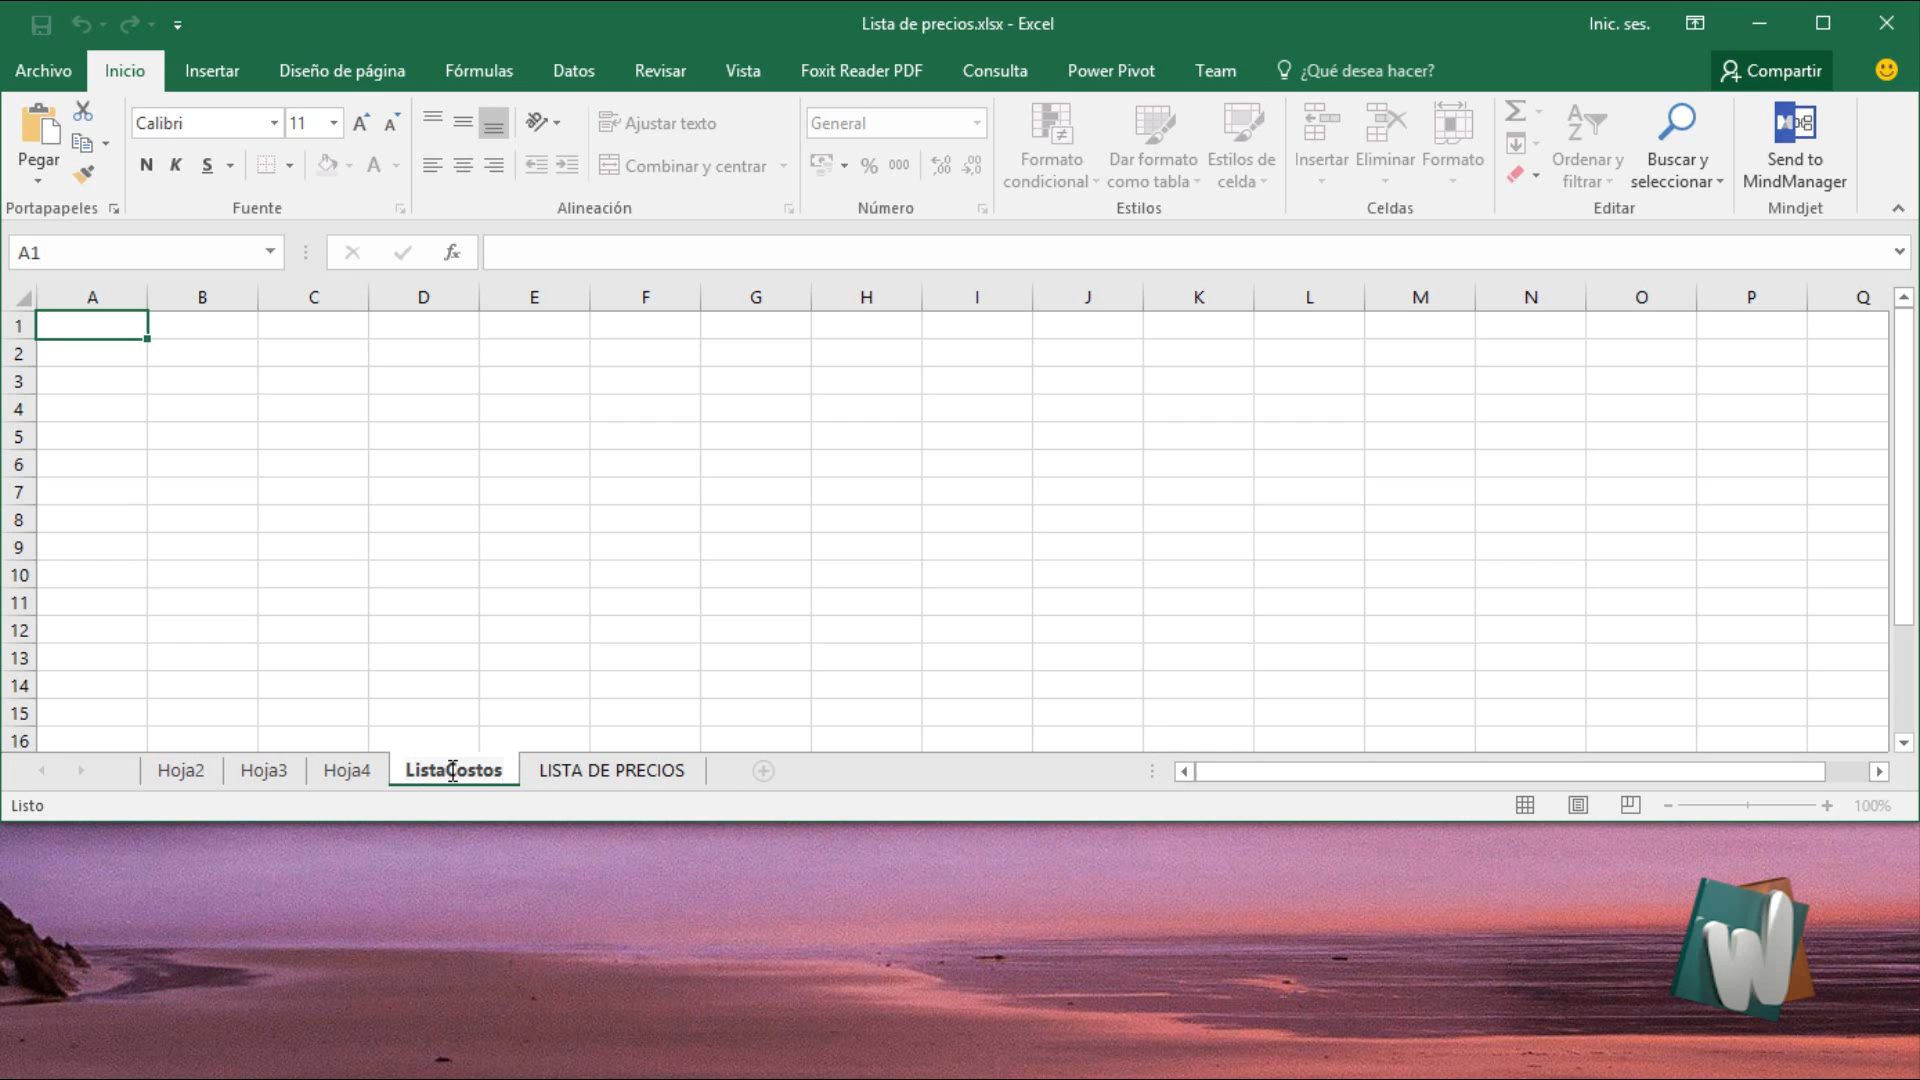 Lista de precios.xlsx - Excel
Inic. ses.
Archivo Inicio Insertar Diseño de página Fórmulas Datos Revisar Vista Foxit Reader PDF Consulta Power Pivot Team ¿Qué desea hacer? Compartir
Pegar
Portapapeles
Calibri 11 A A
N K S A
Fuente
Ajustar texto
Combinar y centrar
Alineación
General
% 000 ,00 ,00
Número
Formato condicional
Dar formato como tabla
Estilos de celda
Estilos
Insertar Eliminar Formato
Celdas
Ordenar y filtrar
Buscar y seleccionar
Editar
Send to MindManager
Mindjet
A1 fx
A B C D E F G H I J K L M N O P Q
1
2
3
4
5
6
7
8
9
10
11
12
13
14
15
16
Hoja2 Hoja3 Hoja4 ListaCostos LISTA DE PRECIOS
Listo 100%
W